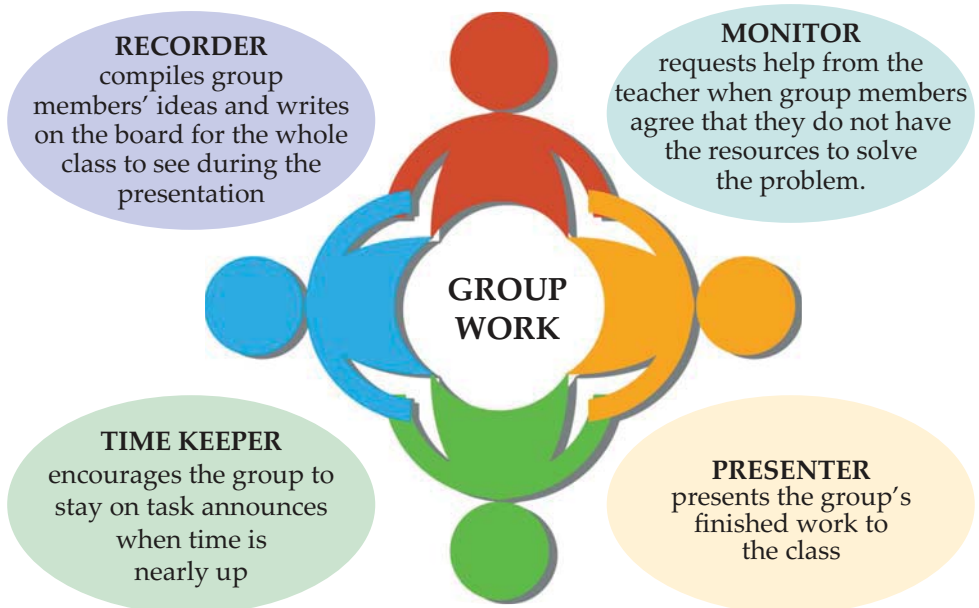 RECORDER
compiles group
members’ ideas and writes
on the board for the whole
class to see during the
presentation
MONITOR
requests help from the
teacher when group members
agree that they do not have
the resources to solve
the problem.
GROUP
WORK
TIME KEEPER
encourages the group to
stay on task announces
when time is
nearly up
PRESENTER
presents the group’s
finished work to
the class